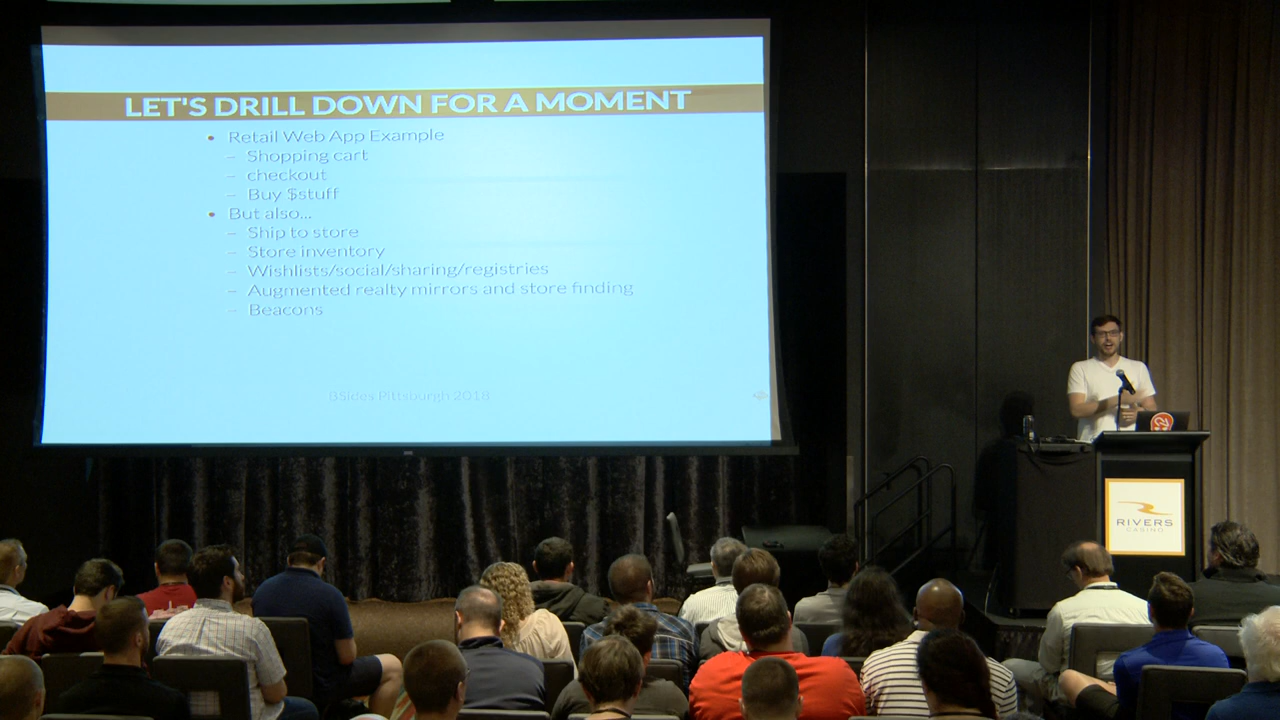 LET'S DRILL DOWN FOR A MOMENT
• Retail Web App Example
– Shopping cart
– checkout
– Buy $stuff
• But also...
– Ship to store
– Store inventory
– Wishlists/social/sharing/registries
– Augmented realty mirrors and store finding
– Beacons
BSides Pittsburgh 2018
RIVERS
CASINO